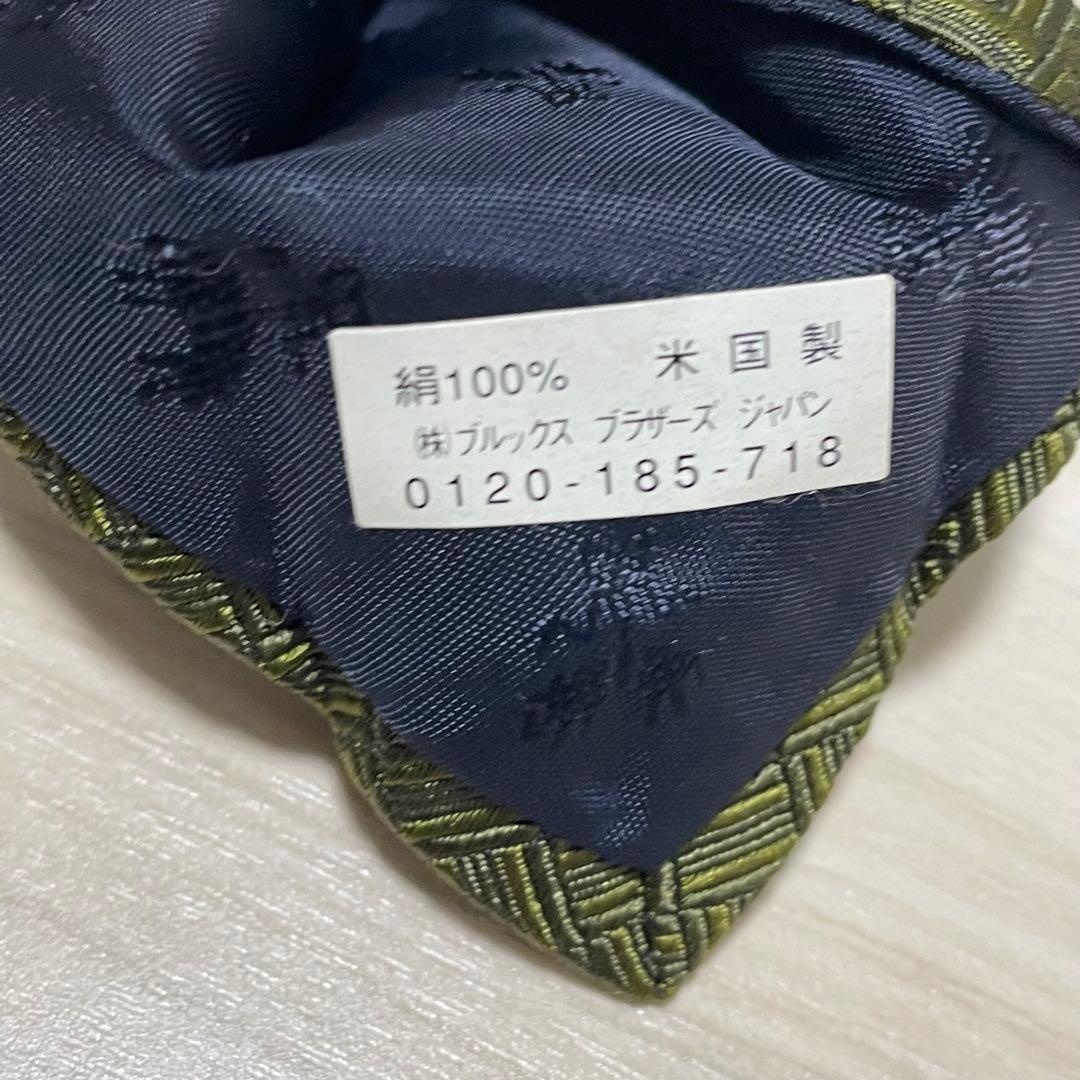 絹100% 米国製
㈱ブルックス ブラザーズ ジャパン
0120-185-718